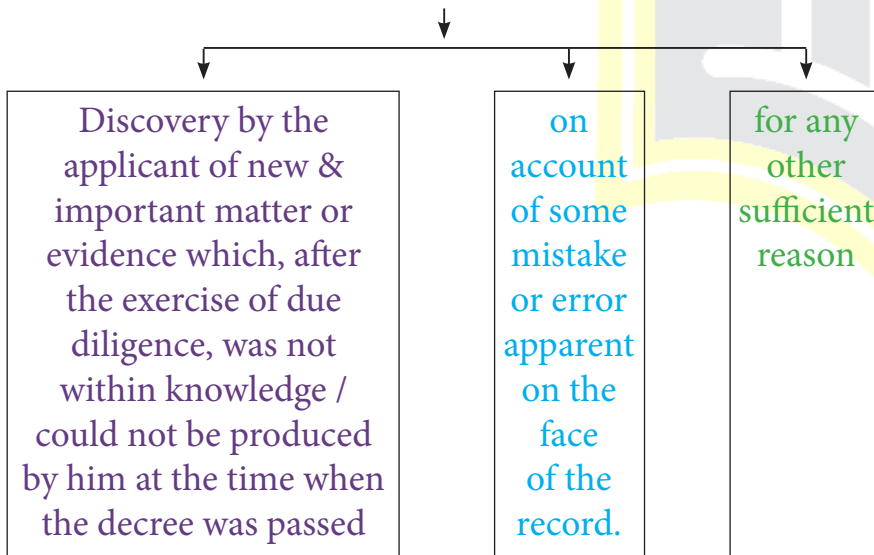 Discovery by the
applicant of new &
important matter or
evidence which, after
the exercise of due
diligence, was not
within knowledge /
could not be produced
by him at the time when
the decree was passed
on
account
of some
mistake
or error
apparent
on the
face
of the
record.
for any
other
sufficient
reason